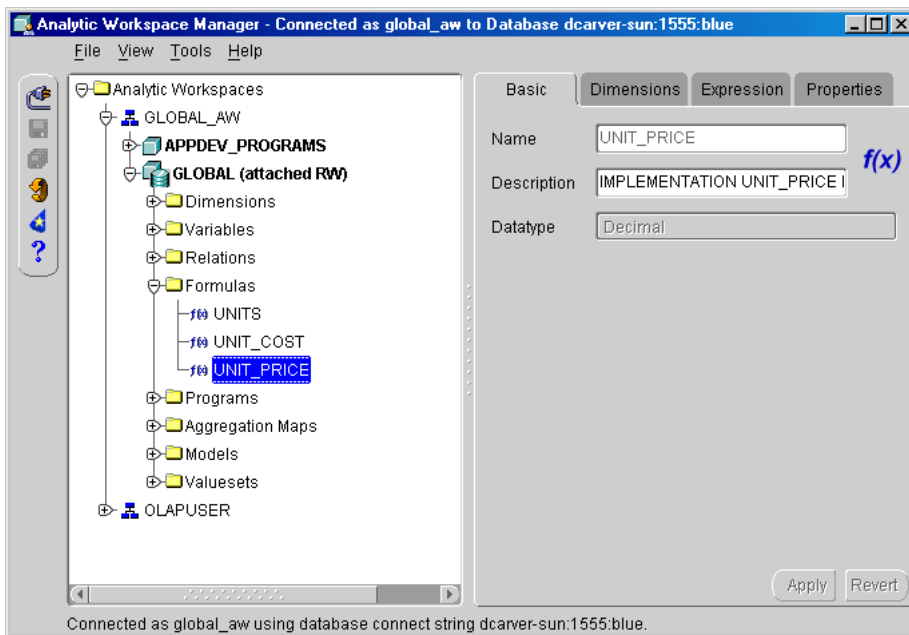 Analytic Workspace Manager - Connected as global_aw to Database dcarver-sun:1555:blue
File View Tools Help
Analytic Workspaces
GLOBAL_AW
APPDEV_PROGRAMS
GLOBAL (attached RW)
Dimensions
Variables
Relations
Formulas
f(x) UNITS
f(x) UNIT_COST
f(x) UNIT_PRICE
Programs
Aggregation Maps
Models
Valuesets
OLAPUSER
?
Basic Dimensions Expression Properties
Name UNIT_PRICE
f(x)
Description IMPLEMENTATION UNIT_PRICE I
Datatype Decimal
Apply Revert
Connected as global_aw using database connect string dcarver-sun:1555:blue.